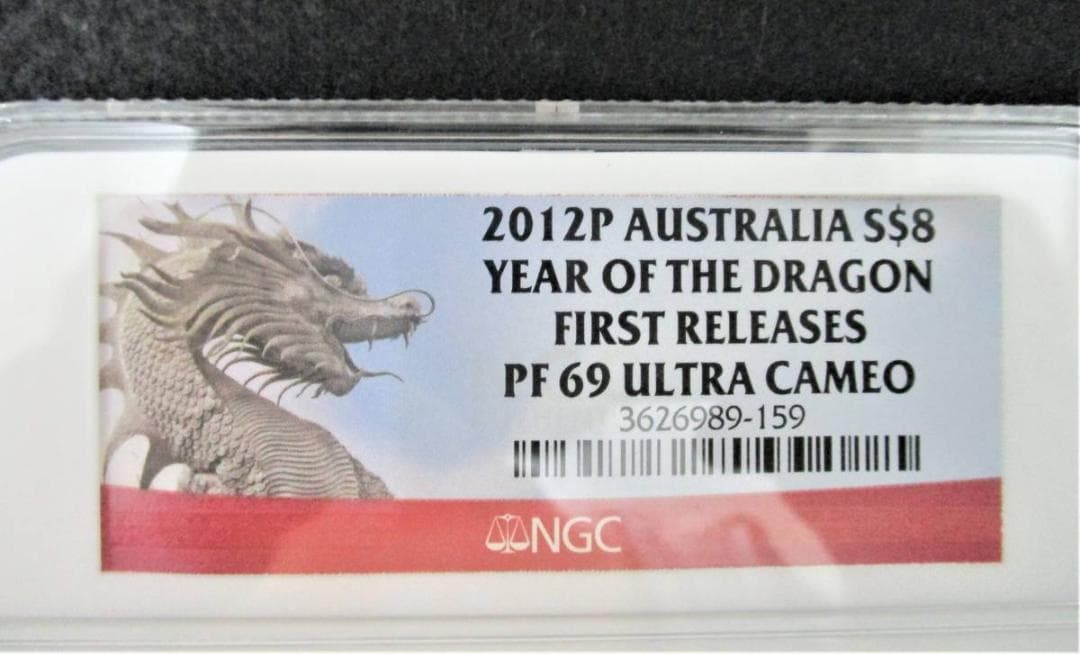 2012P AUSTRALIA S$8
YEAR OF THE DRAGON
FIRST RELEASES
PF 69 ULTRA CAMEO
3626989-159
NGC